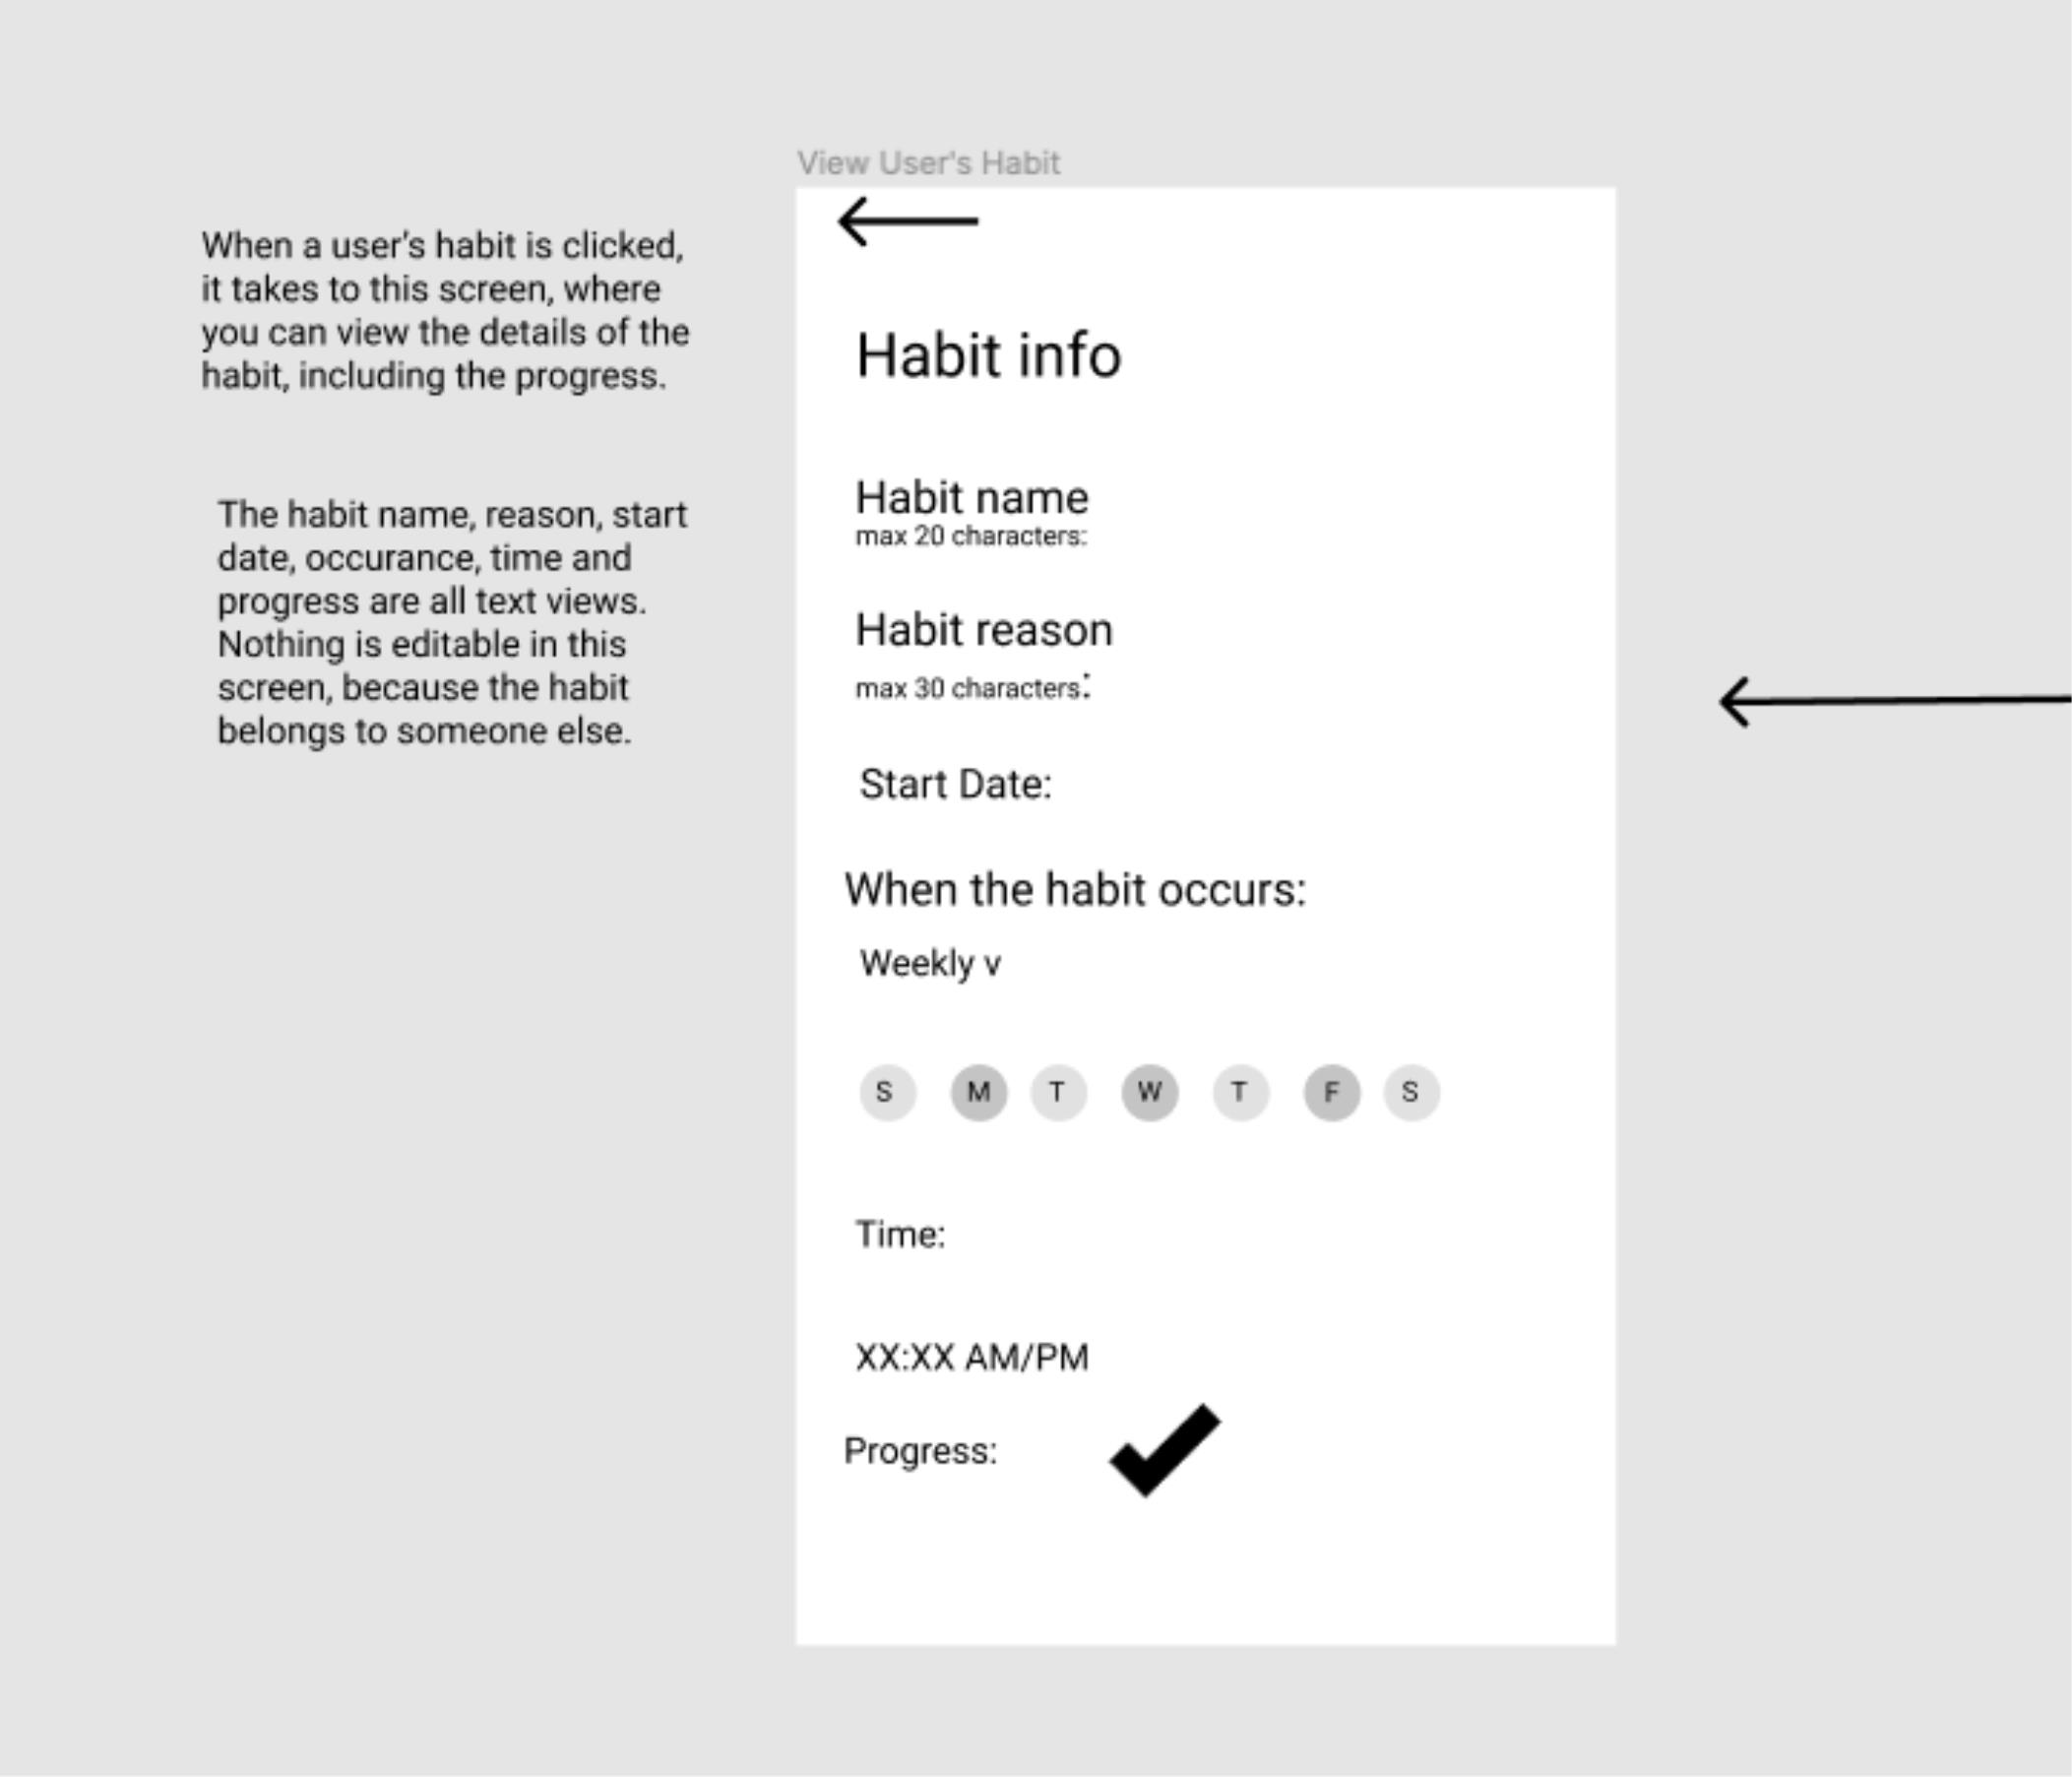 View User's Habit
When a user's habit is clicked,
it takes to this screen, where
you can view the details of the
habit, including the progress.
The habit name, reason, start
date, occurance, time and
progress are all text views.
Nothing is editable in this
screen, because the habit
belongs to someone else.
Habit info
Habit name
max 20 characters:
Habit reason
max 30 characters:
Start Date:
When the habit occurs:
Weekly v
S M T W T F S
Time:
XX:XX AM/PM
Progress: